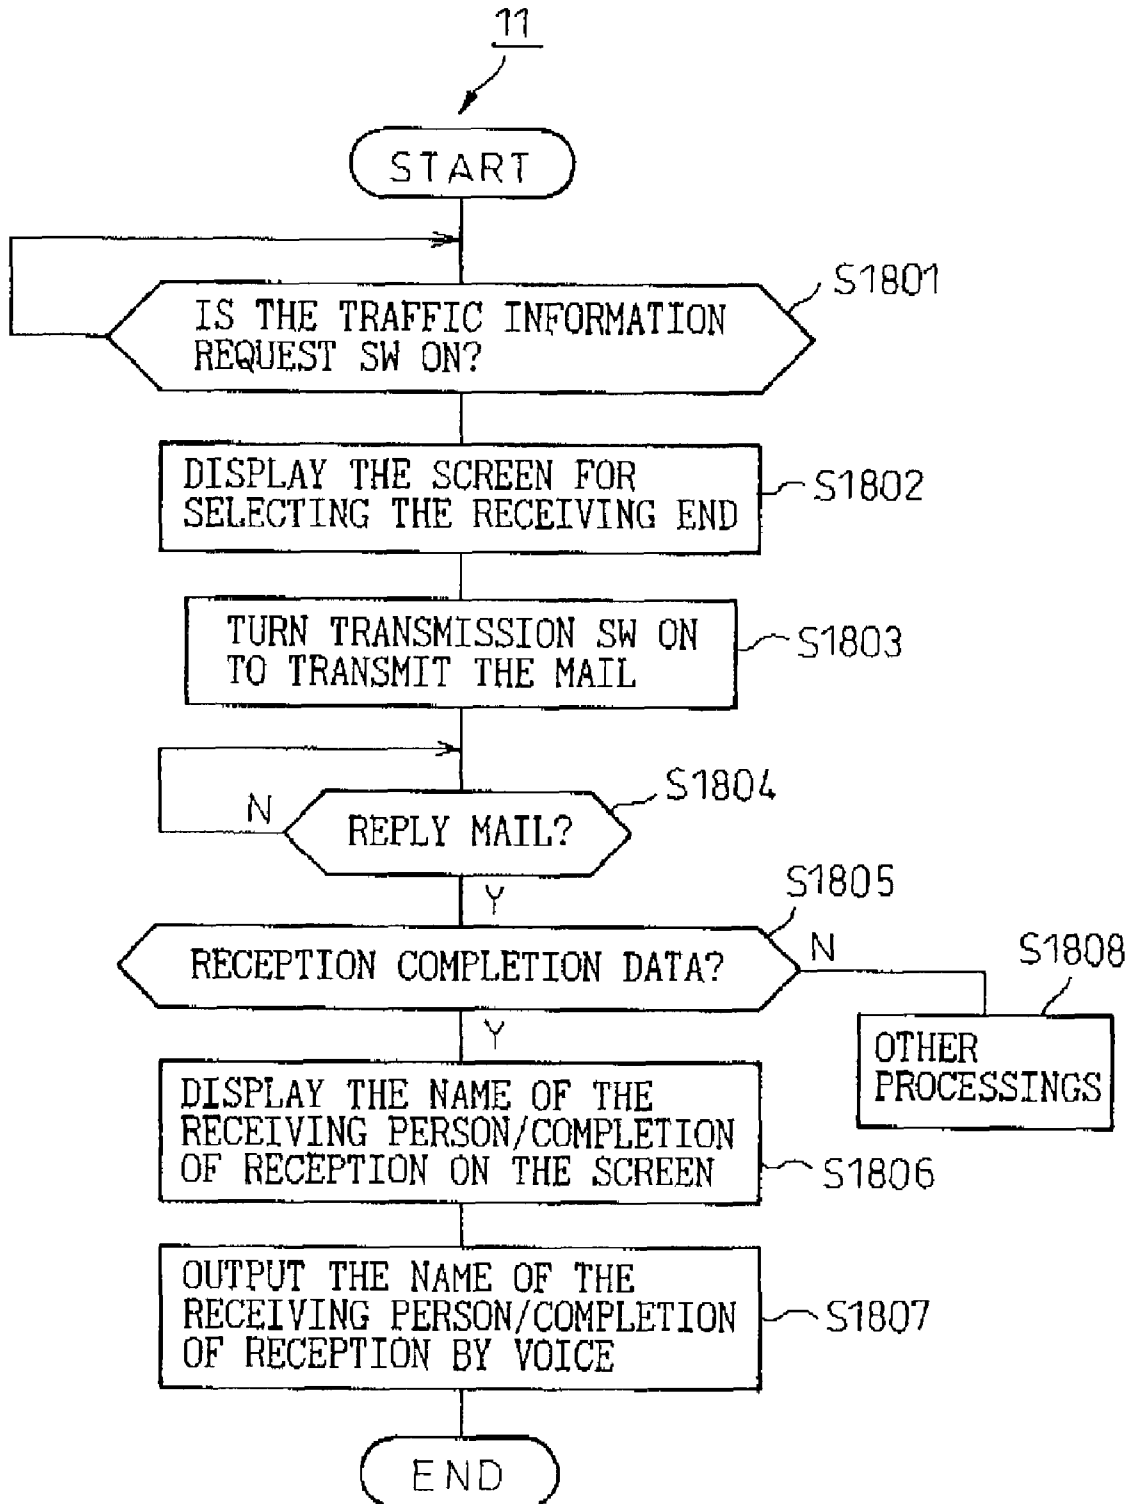 11
START
S1801
IS THE TRAFFIC INFORMATION
REQUEST SW ON?
DISPLAY THE SCREEN FOR
SELECTING THE RECEIVING END
S1802
TURN TRANSMISSION SW ON
TO TRANSMIT THE MAIL
S1803
S1804
N
REPLY MAIL?
Y
S1805
RECEPTION COMPLETION DATA?
N
S1808
Y
OTHER
PROCESSINGS
DISPLAY THE NAME OF THE
RECEIVING PERSON/COMPLETION
OF RECEPTION ON THE SCREEN
S1806
OUTPUT THE NAME OF THE
RECEIVING PERSON/COMPLETION
OF RECEPTION BY VOICE
S1807
END